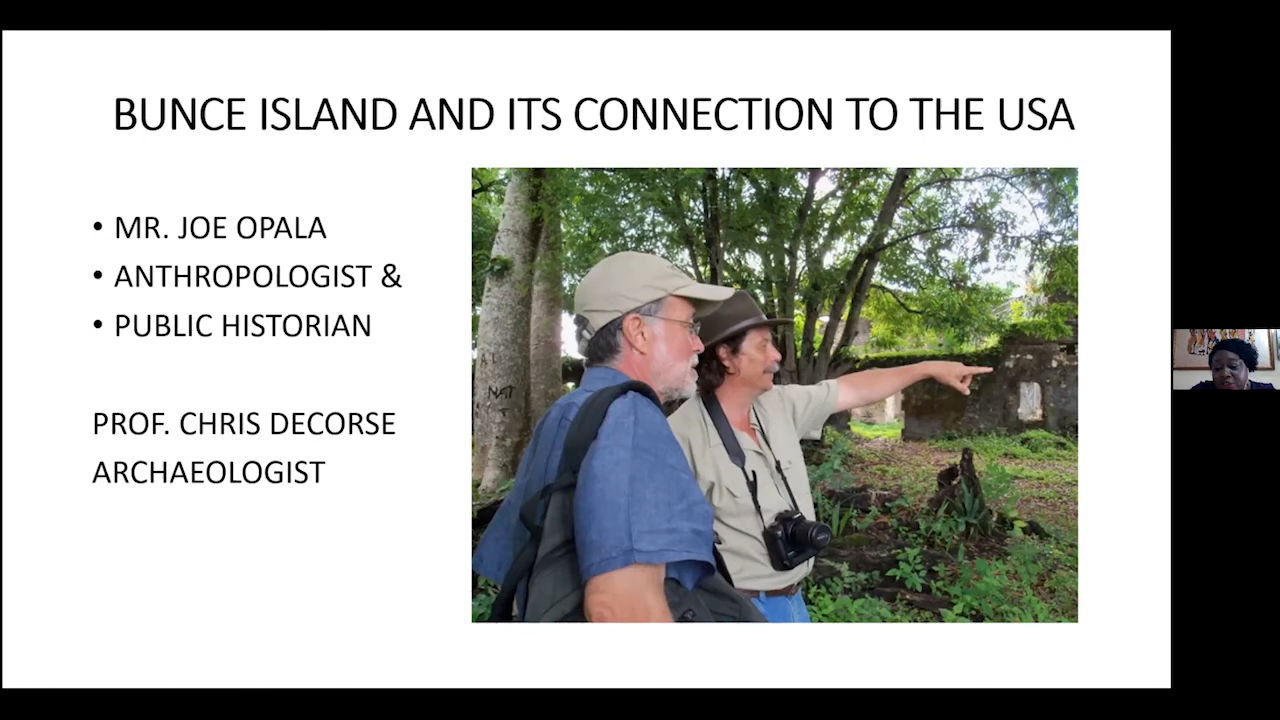 BUNCE ISLAND AND ITS CONNECTION TO THE USA
• MR. JOE OPALA
• ANTHROPOLOGIST &
• PUBLIC HISTORIAN
PROF. CHRIS DECORSE
ARCHAEOLOGIST